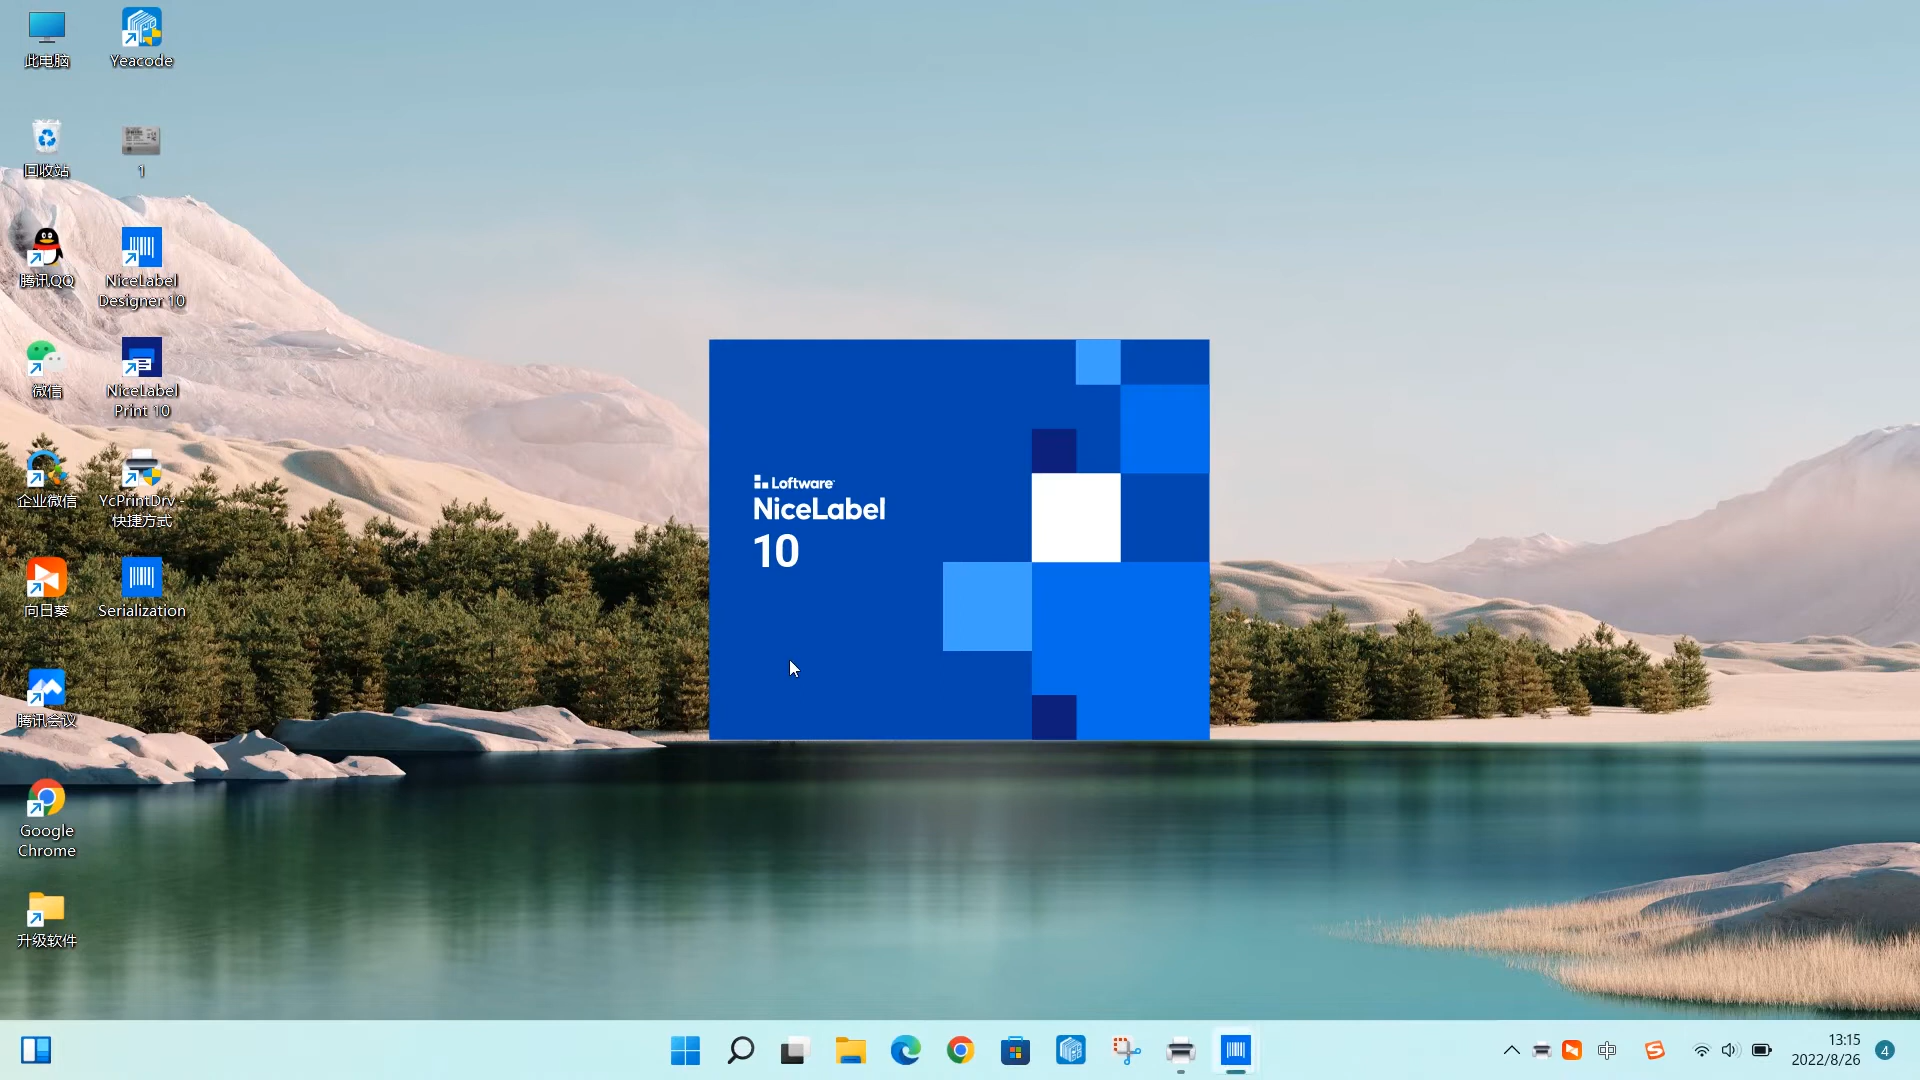 此电脑
Yeacode
回收站
1
腾讯QQ
NiceLabel
Designer 10
微信
NiceLabel
Print 10
企业微信
YcPrintDrv -
快捷方式
向日葵
Serialization
腾讯会议
Google
Chrome
升级软件
Loftware
NiceLabel
10
中
13:15
2022/8/26
4